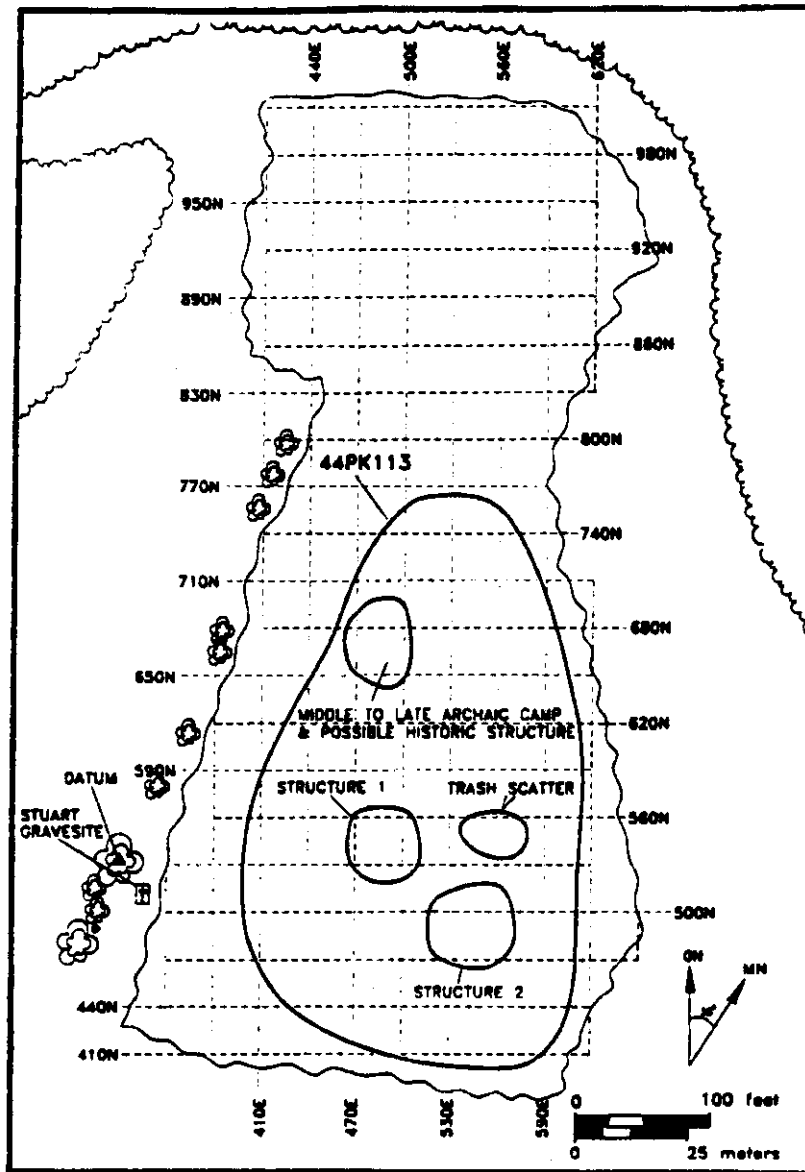 440E
500E
560E
620E
980N
950N
920N
890N
860N
830N
800N
44PK113
770N
740N
710N
680N
650N
MIDDLE TO LATE ARCHAIC CAMP
& POSSIBLE HISTORIC STRUCTURE
620N
590N
DATUM
STRUCTURE 1
TRASH SCATTER
STUART
GRAVESITE
560N
500N
STRUCTURE 2
GN
MN
440N
410N
410E
470E
530E
590E
0 100 feet
0 25 meters